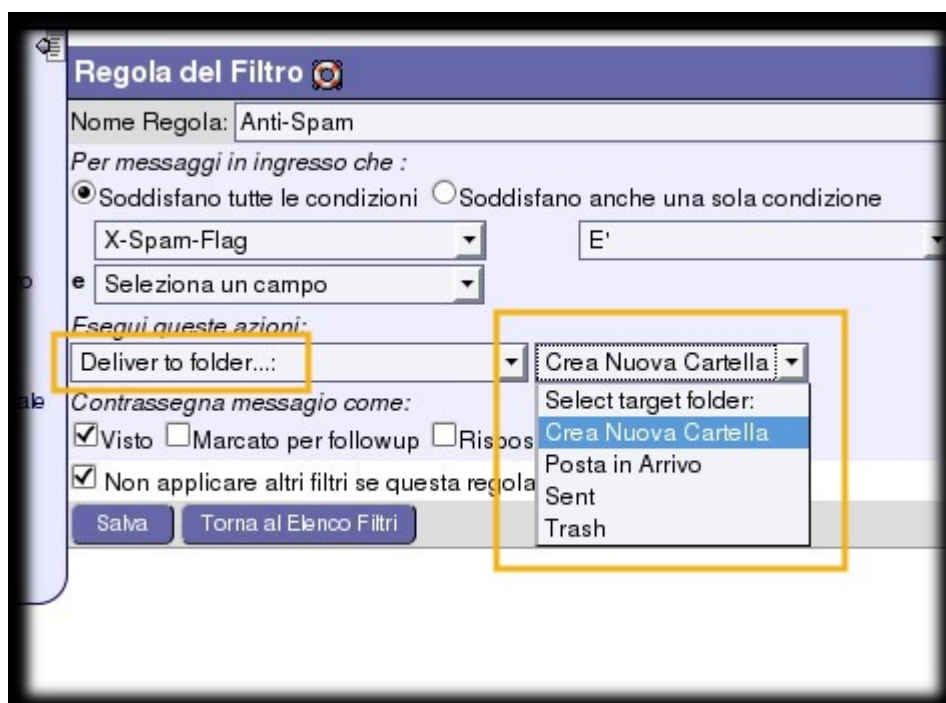 Regola del Filtro
Nome Regola: Anti-Spam
Per messaggi in ingresso che :
Soddisfano tutte le condizioni Soddisfano anche una sola condizione
X-Spam-Flag E'
e Seleziona un campo
Esegui queste azioni:
Deliver to folder...: Crea Nuova Cartella
Select target folder:
Crea Nuova Cartella
Posta in Arrivo
Sent
Trash
Contrassegna messagio come:
Visto Marcato per followup Rispos
Non applicare altri filtri se questa regola
Salva Torna al Elenco Filtri